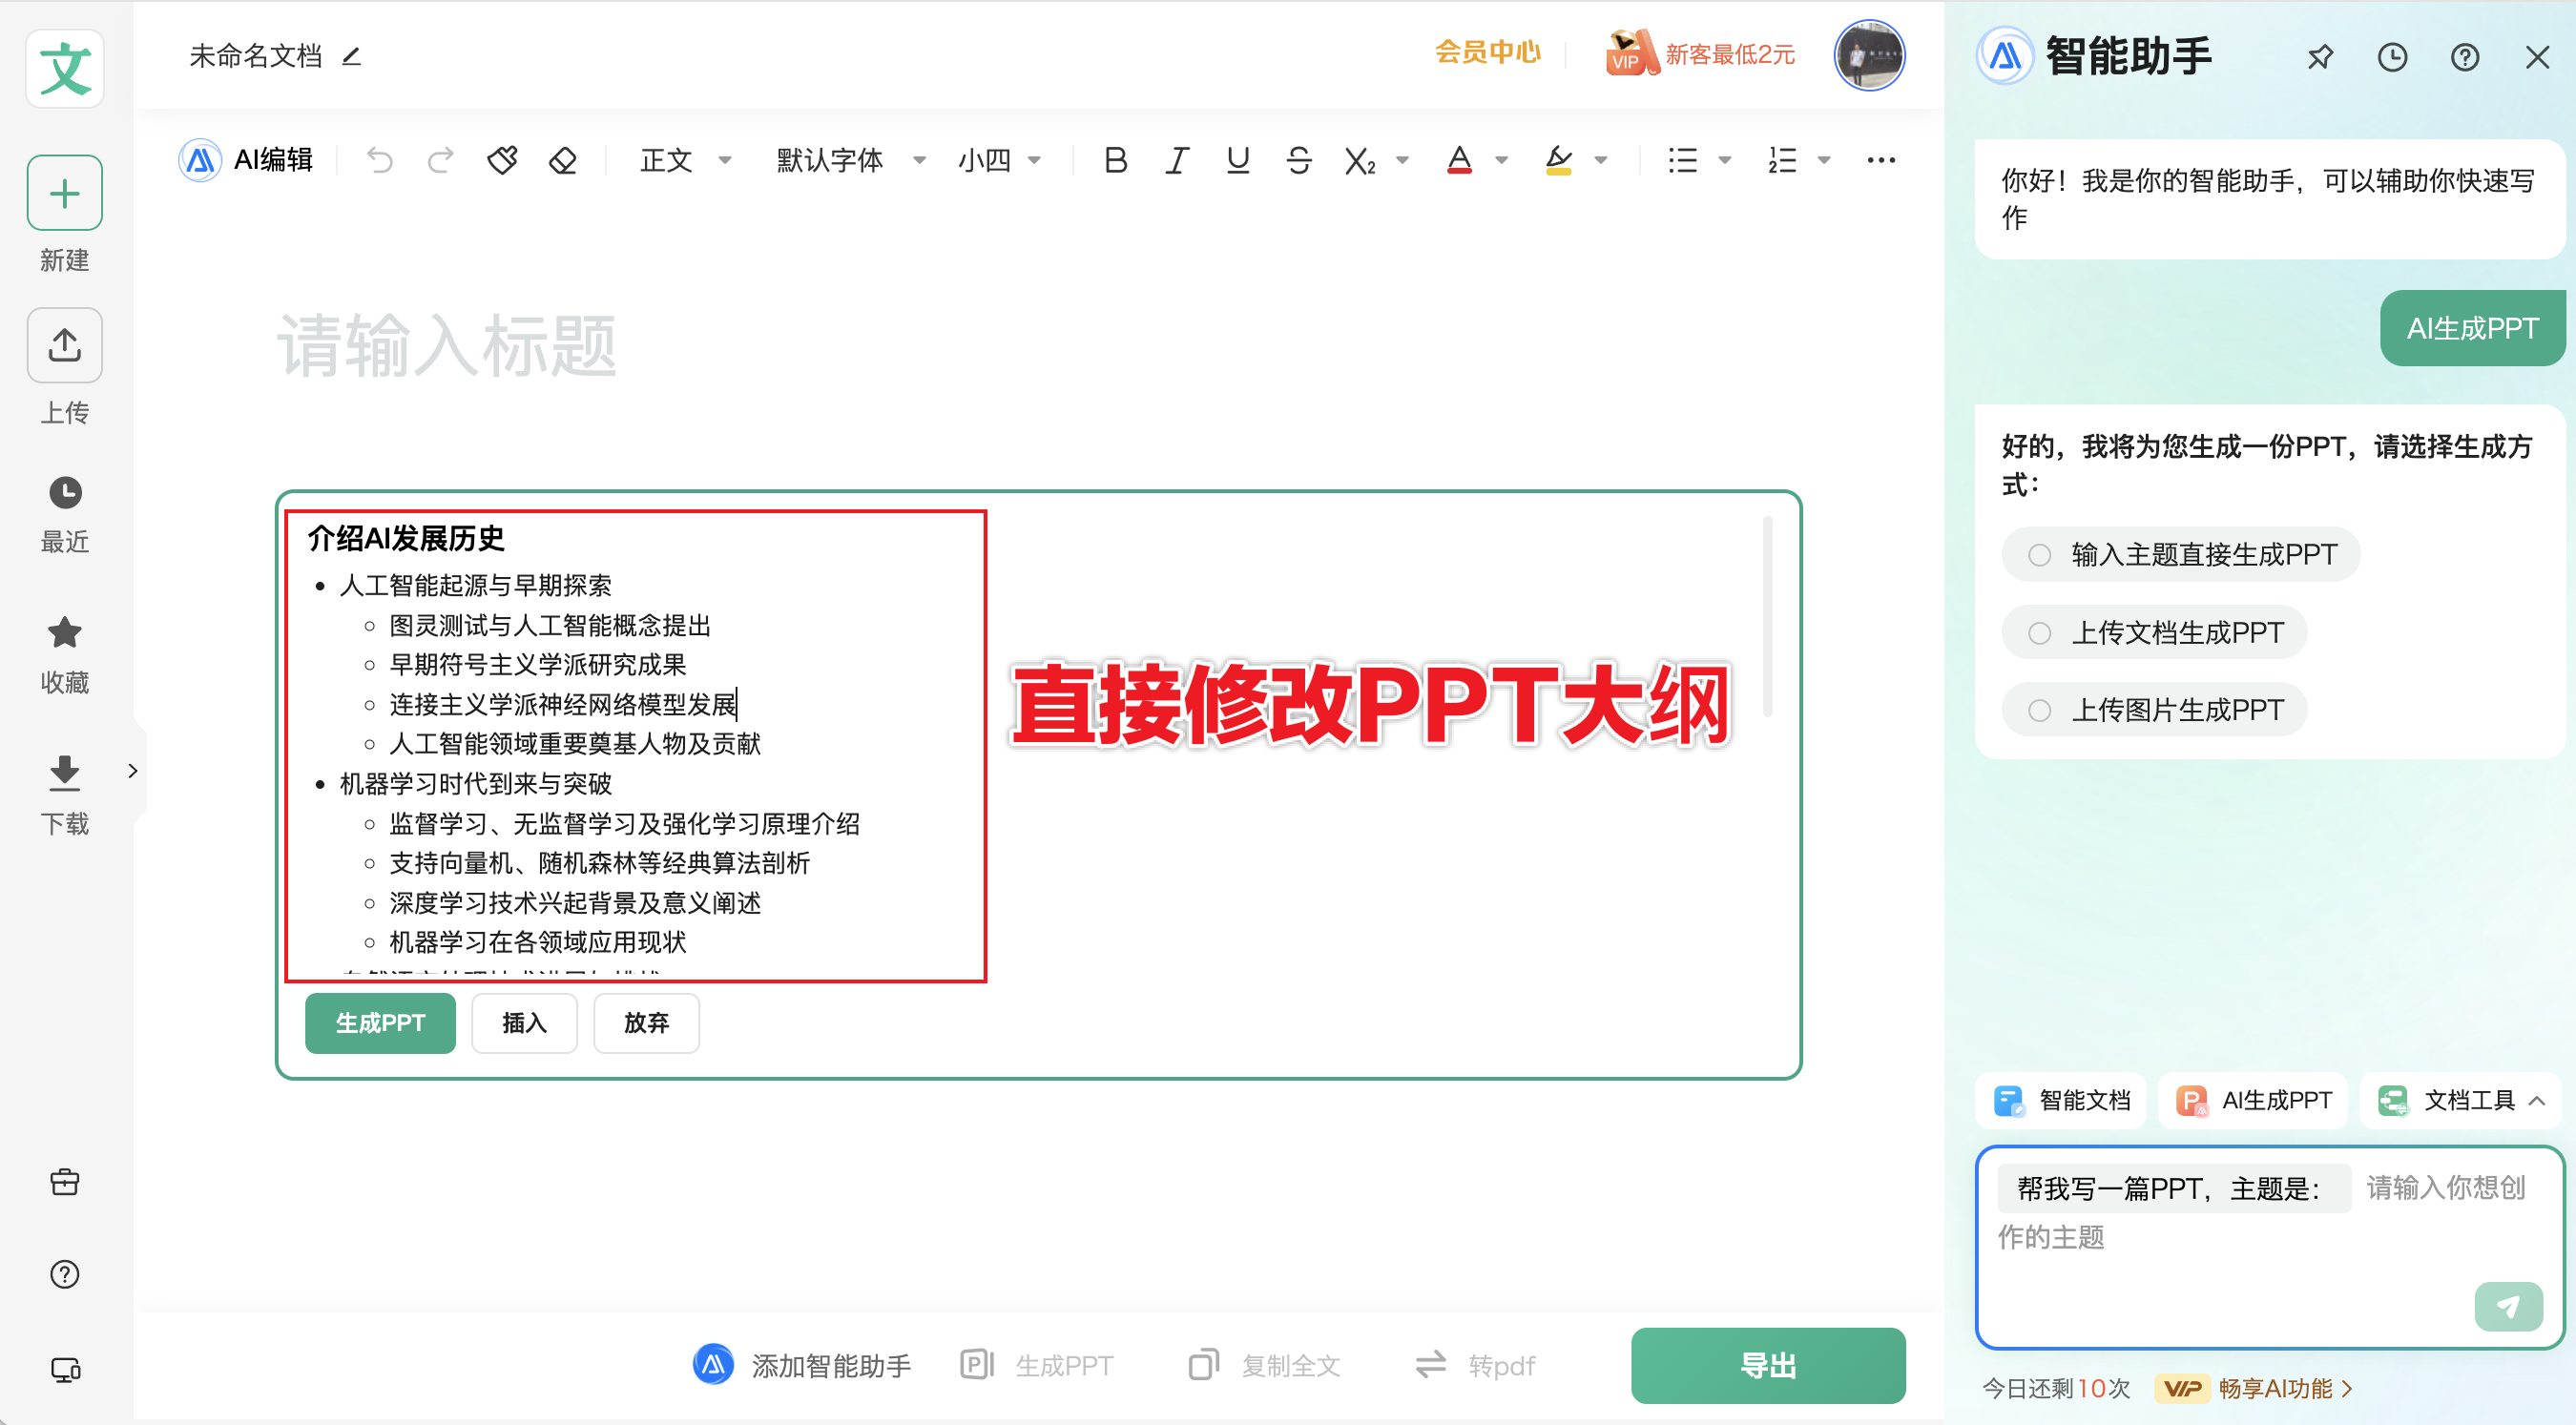 文
未命名文档
会员中心
VIP
新客最低2元
智能助手
新建
上传
最近
收藏
下载
AI编辑
正文
默认字体
小四
请输入标题
介绍AI发展历史
人工智能起源与早期探索
图灵测试与人工智能概念提出
早期符号主义学派研究成果
连接主义学派神经网络模型发展
人工智能领域重要奠基人物及贡献
机器学习时代到来与突破
监督学习、无监督学习及强化学习原理介绍
支持向量机、随机森林等经典算法剖析
深度学习技术兴起背景及意义阐述
机器学习在各领域应用现状
直接修改PPT大纲
生成PPT
插入
放弃
添加智能助手
生成PPT
复制全文
转pdf
导出
你好！我是你的智能助手，可以辅助你快速写
作
AI生成PPT
好的，我将为您生成一份PPT，请选择生成方
式：
输入主题直接生成PPT
上传文档生成PPT
上传图片生成PPT
智能文档
AI生成PPT
文档工具
帮我写一篇PPT，主题是： 请输入你想创
作的主题
今日还剩10次
VIP
畅享AI功能